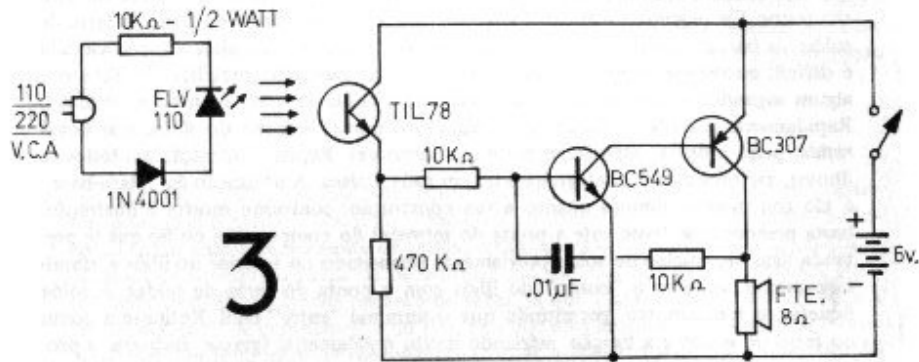 10KΩ - 1/2 WATT
110
220
V.C.A
FLV
110
1N4001
TIL78
10KΩ
BC549
BC307
470 KΩ
.01µF
10KΩ
FTE.
8Ω
+
6v.
−
3